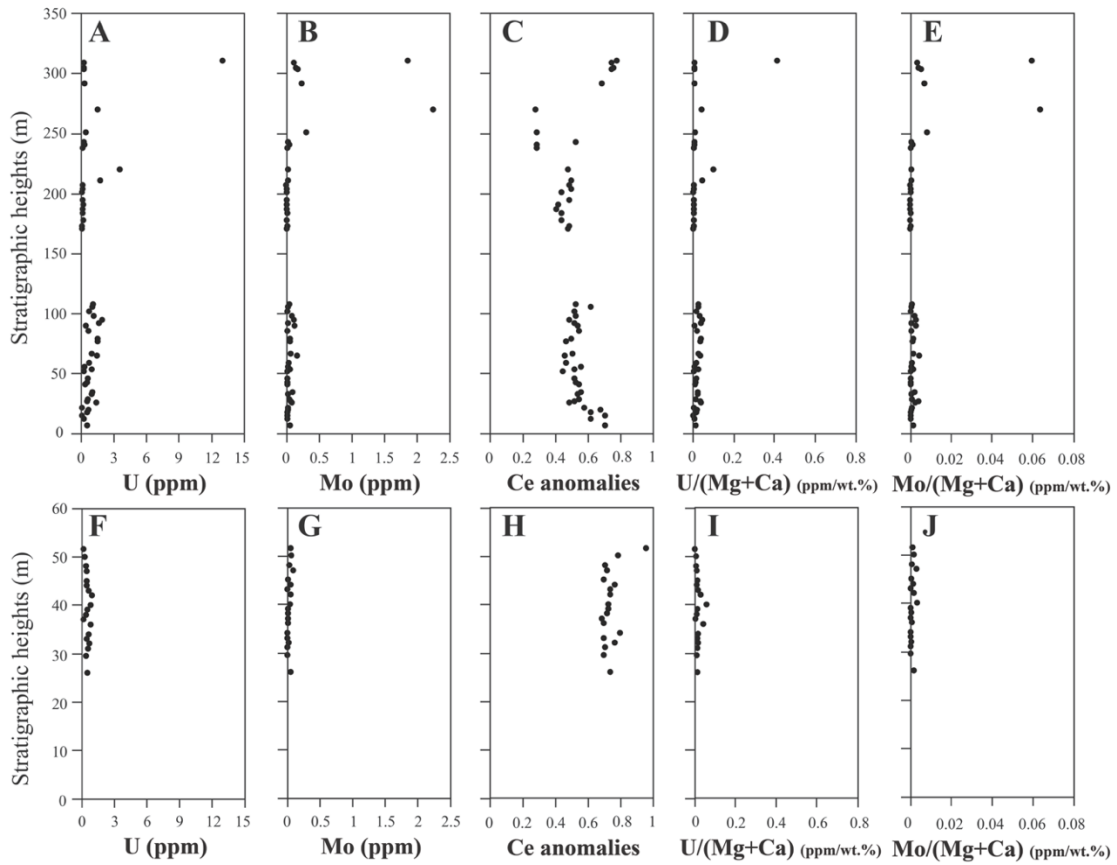 A B C D E
Stratigraphic heights (m)
350
300
250
200
150
100
50
0
0 3 6 9 12 15
0 0.5 1 1.5 2 2.5
0 0.2 0.4 0.6 0.8 1
0 0.2 0.4 0.6 0.8
0 0.02 0.04 0.06 0.08
U (ppm)
Mo (ppm)
Ce anomalies
U/(Mg+Ca) (ppm/wt.%)
Mo/(Mg+Ca) (ppm/wt.%)
F G H I J
Stratigraphic heights (m)
60
50
40
30
20
10
0
0 3 6 9 12 15
0 0.5 1 1.5 2 2.5
0 0.2 0.4 0.6 0.8 1
0 0.2 0.4 0.6 0.8
0 0.02 0.04 0.06 0.08
U (ppm)
Mo (ppm)
Ce anomalies
U/(Mg+Ca) (ppm/wt.%)
Mo/(Mg+Ca) (ppm/wt.%)